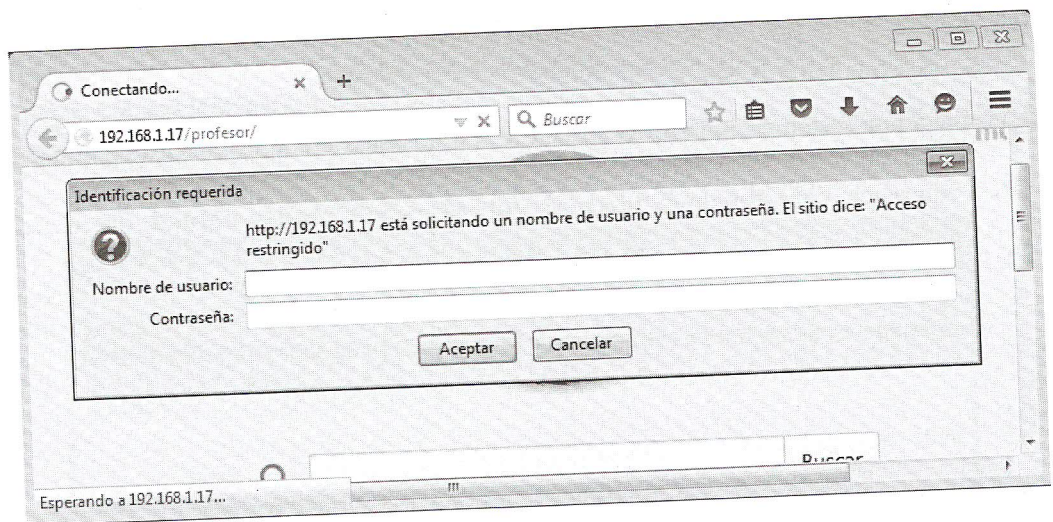 Conectando...
192.168.1.17/profesor/
Buscar
Identificación requerida
http://192.168.1.17 está solicitando un nombre de usuario y una contraseña. El sitio dice: "Acceso
restringido"
Nombre de usuario:
Contraseña:
Aceptar
Cancelar
Buscar
Esperando a 192.168.1.17...